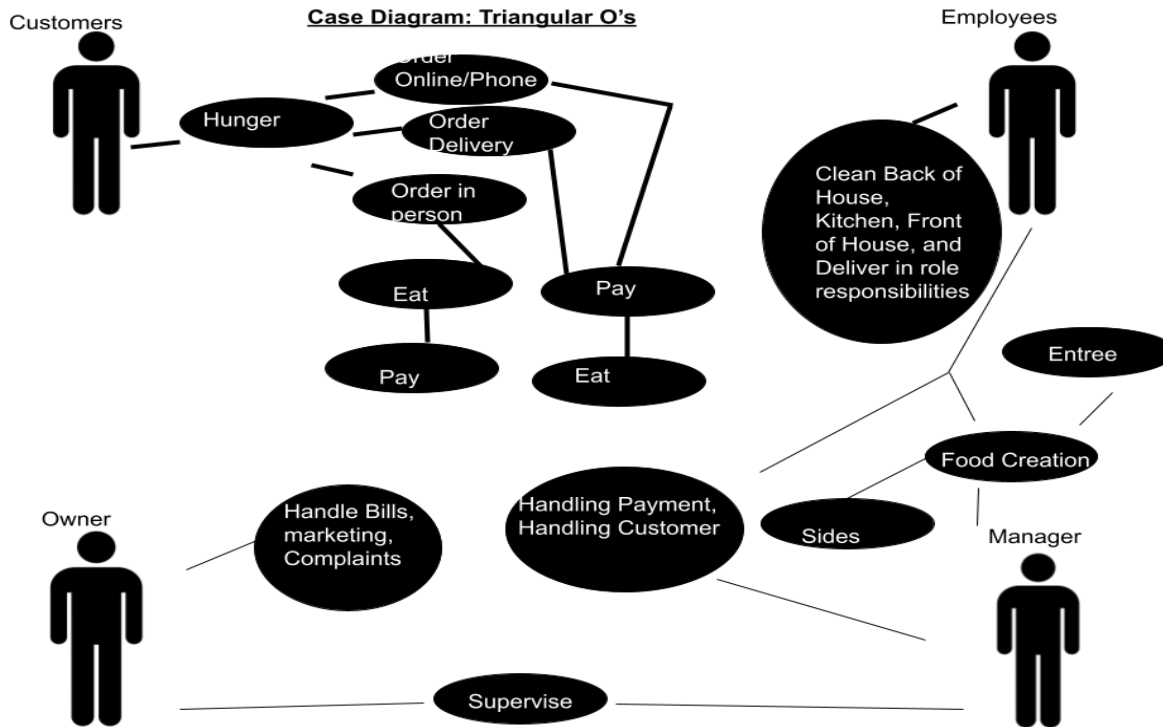 Customers
Case Diagram: Triangular O's
Employees
Order
Online/Phone
Hunger
Order
Delivery
Order in
person
Clean Back of
House,
Kitchen, Front
of House, and
Deliver in role
responsibilities
Eat
Pay
Pay
Eat
Entree
Food Creation
Sides
Handling Payment,
Handling Customer
Handle Bills,
marketing,
Complaints
Owner
Manager
Supervise